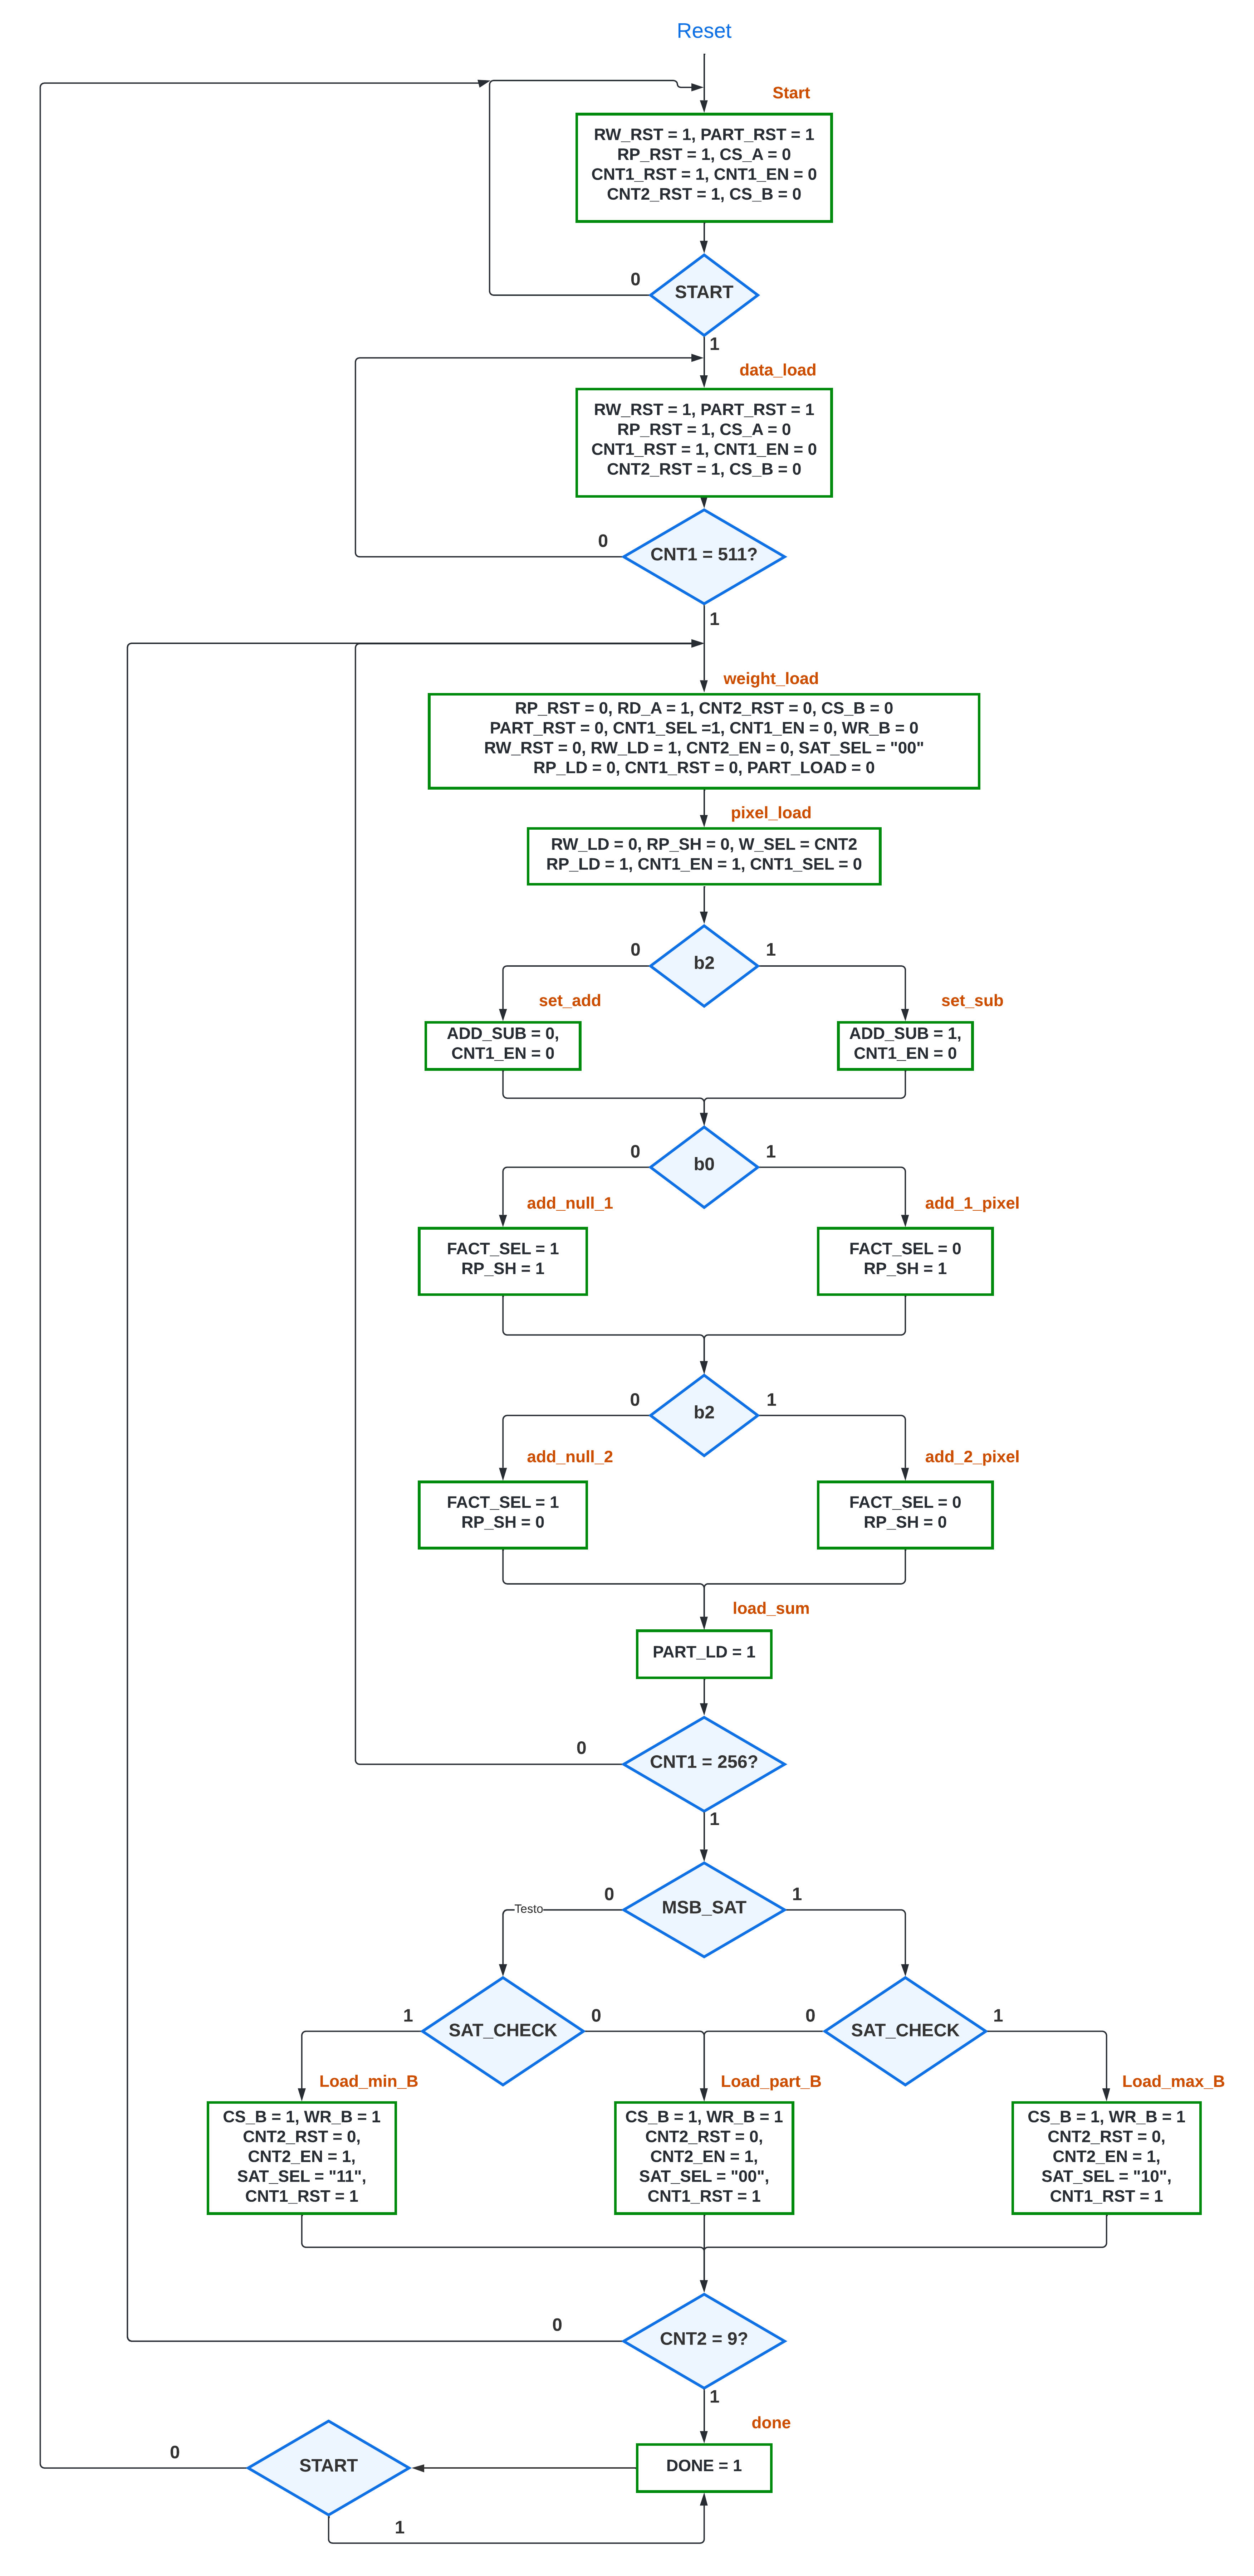 Reset
Start
RW_RST = 1, PART_RST = 1
RP_RST = 1, CS_A = 0
CNT1_RST = 1, CNT1_EN = 0
CNT2_RST = 1, CS_B = 0
0
START
1
data_load
RW_RST = 1, PART_RST = 1
RP_RST = 1, CS_A = 0
CNT1_RST = 1, CNT1_EN = 0
CNT2_RST = 1, CS_B = 0
0
CNT1 = 511?
1
weight_load
RP_RST = 0, RD_A = 1, CNT2_RST = 0, CS_B = 0
PART_RST = 0, CNT1_SEL =1, CNT1_EN = 0, WR_B = 0
RW_RST = 0, RW_LD = 1, CNT2_EN = 0, SAT_SEL = "00"
RP_LD = 0, CNT1_RST = 0, PART_LOAD = 0
pixel_load
RW_LD = 0, RP_SH = 0, W_SEL = CNT2
RP_LD = 1, CNT1_EN = 1, CNT1_SEL = 0
0
b2
1
set_add
ADD_SUB = 0,
CNT1_EN = 0
set_sub
ADD_SUB = 1,
CNT1_EN = 0
0
b0
1
add_null_1
FACT_SEL = 1
RP_SH = 1
add_1_pixel
FACT_SEL = 0
RP_SH = 1
0
b2
1
add_null_2
FACT_SEL = 1
RP_SH = 0
add_2_pixel
FACT_SEL = 0
RP_SH = 0
load_sum
PART_LD = 1
0
CNT1 = 256?
1
0
MSB_SAT
1
Testo
1
SAT_CHECK
0
0
SAT_CHECK
1
Load_min_B
CS_B = 1, WR_B = 1
CNT2_RST = 0,
CNT2_EN = 1,
SAT_SEL = "11",
CNT1_RST = 1
Load_part_B
CS_B = 1, WR_B = 1
CNT2_RST = 0,
CNT2_EN = 1,
SAT_SEL = "00",
CNT1_RST = 1
Load_max_B
CS_B = 1, WR_B = 1
CNT2_RST = 0,
CNT2_EN = 1,
SAT_SEL = "10",
CNT1_RST = 1
0
CNT2 = 9?
1
done
DONE = 1
0
START
1